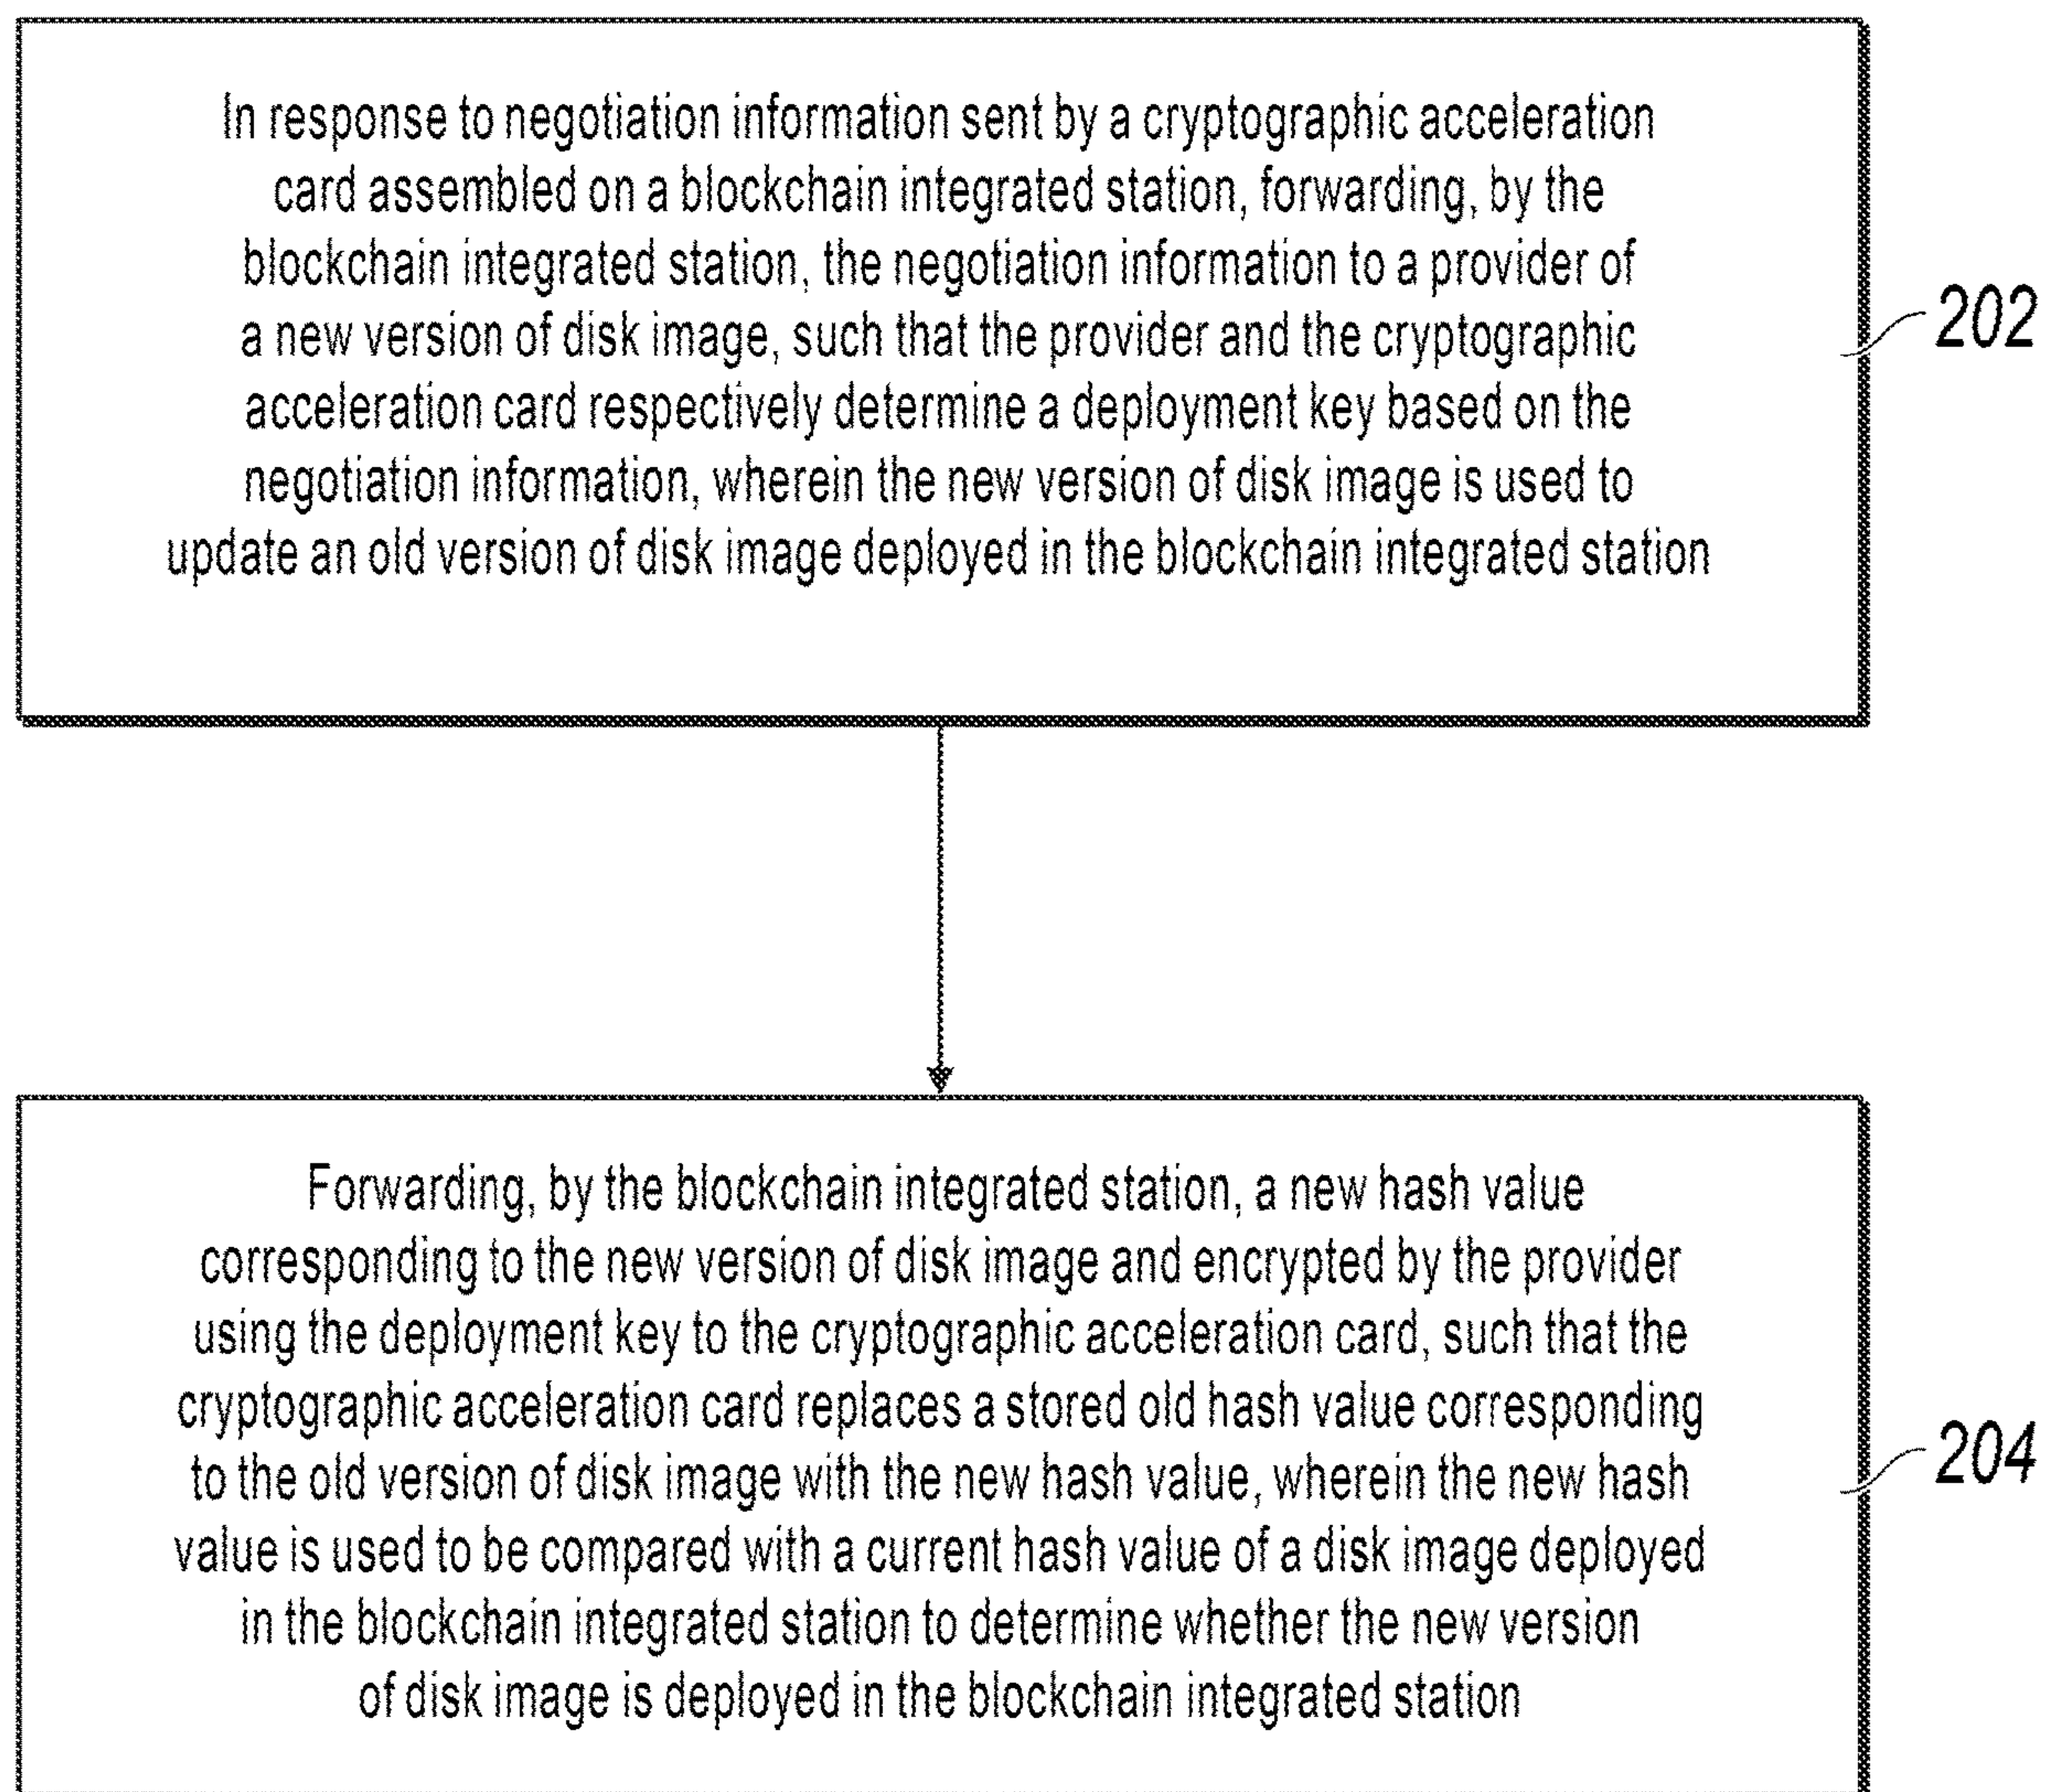 In response to negotiation information sent by a cryptographic acceleration
card assembled on a blockchain integrated station, forwarding, by the
blockchain integrated station, the negotiation information to a provider of
a new version of disk image, such that the provider and the cryptographic
acceleration card respectively determine a deployment key based on the
negotiation information, wherein the new version of disk image is used to
update an old version of disk image deployed in the blockchain integrated station
202
Forwarding, by the blockchain integrated station, a new hash value
corresponding to the new version of disk image and encrypted by the provider
using the deployment key to the cryptographic acceleration card, such that the
cryptographic acceleration card replaces a stored old hash value corresponding
to the old version of disk image with the new hash value, wherein the new hash
value is used to be compared with a current hash value of a disk image deployed
in the blockchain integrated station to determine whether the new version
of disk image is deployed in the blockchain integrated station
204